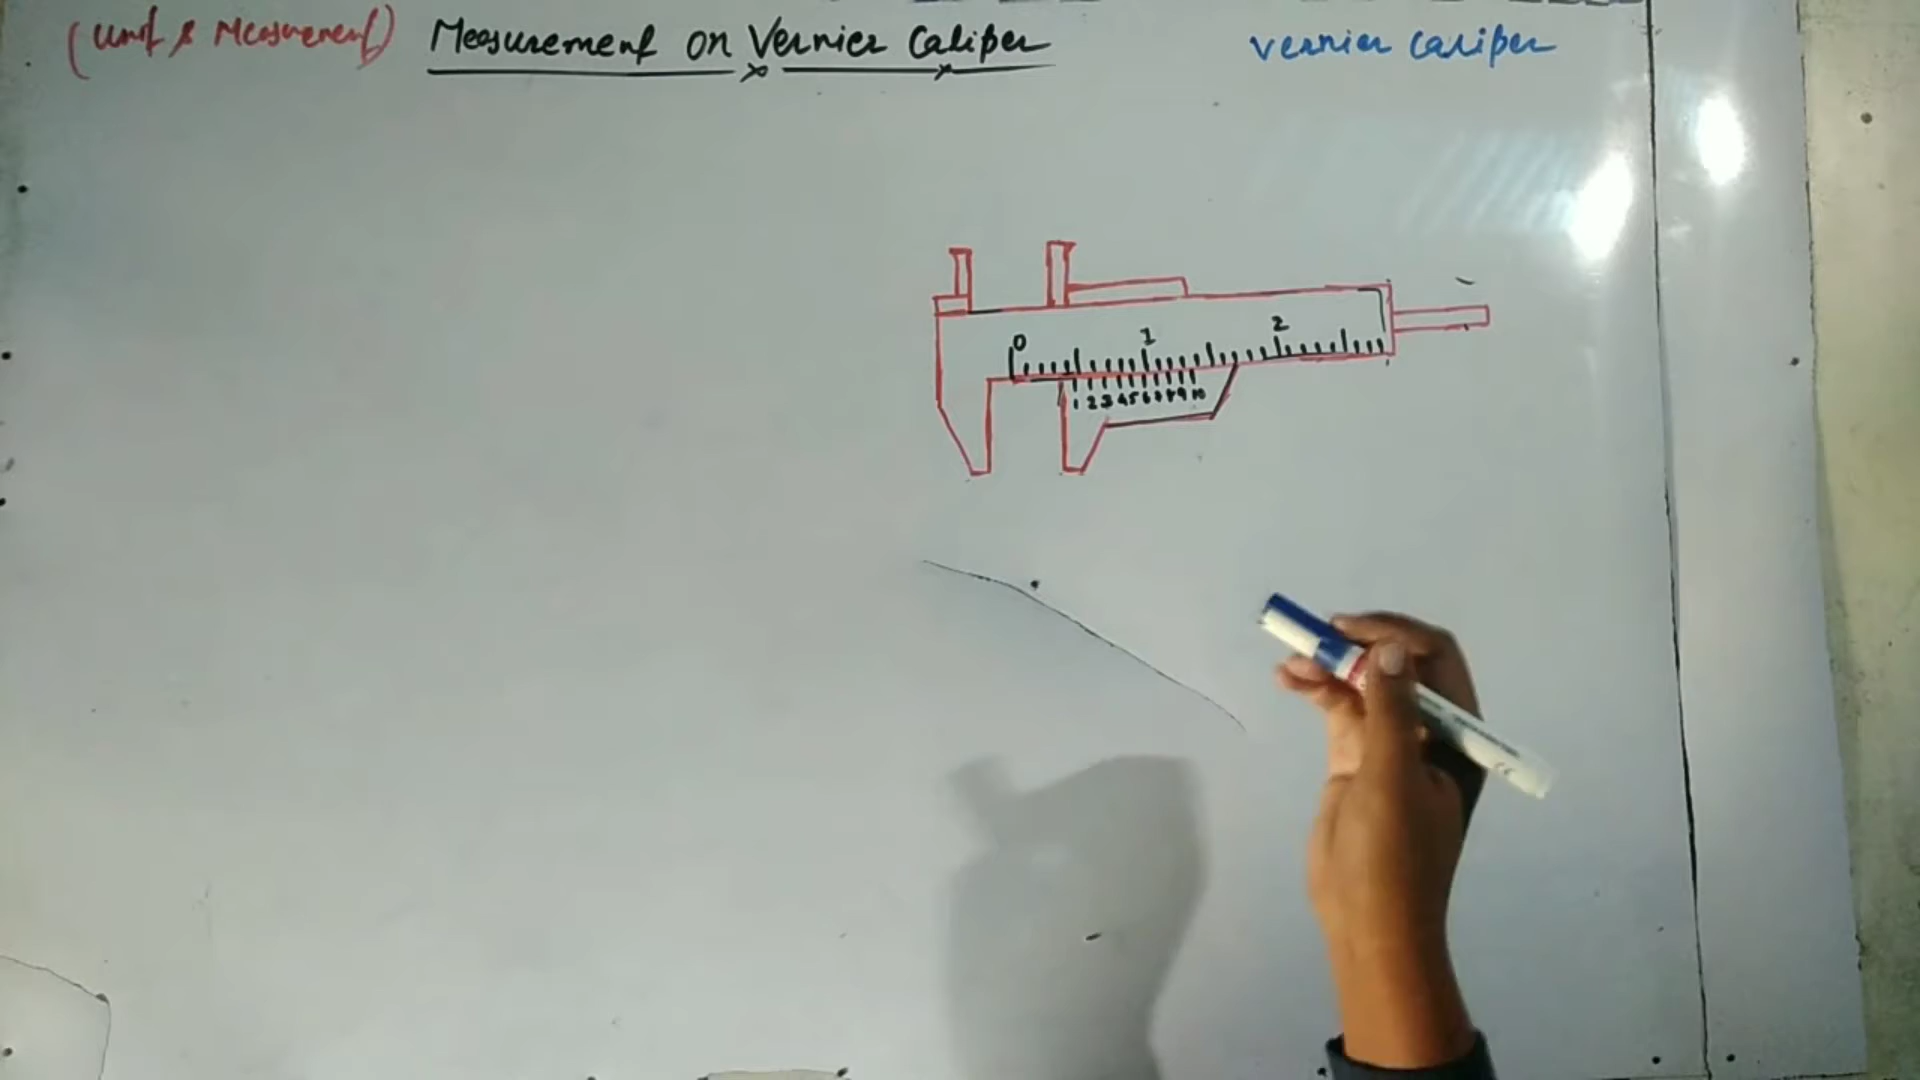 (Unit & Measurement) Measurement on Vernier Caliper
Vernier Caliper
0 1 2
1 2 3 4 5 6 7 8 9 10